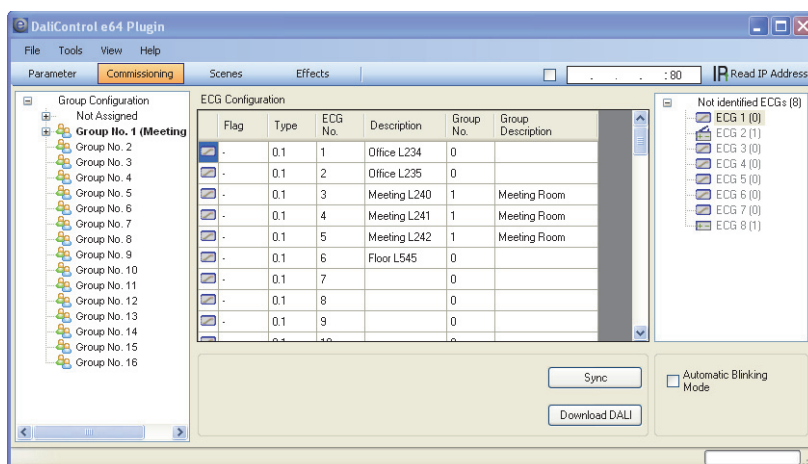 DaliControl e64 Plugin
File Tools View Help
Parameter Commissioning Scenes Effects . . . : 80 IP Read IP Address
Group Configuration
Not Assigned
Group No. 1 (Meeting
Group No. 2
Group No. 3
Group No. 4
Group No. 5
Group No. 6
Group No. 7
Group No. 8
Group No. 9
Group No. 10
Group No. 11
Group No. 12
Group No. 13
Group No. 14
Group No. 15
Group No. 16
ECG Configuration
Flag Type ECG No. Description Group No. Group Description
- 0.1 1 Office L234 0
- 0.1 2 Office L235 0
- 0.1 3 Meeting L240 1 Meeting Room
- 0.1 4 Meeting L241 1 Meeting Room
- 0.1 5 Meeting L242 1 Meeting Room
- 0.1 6 Floor L545 0
- 0.1 7 0
- 0.1 8 0
- 0.1 9 0
Sync
Download DALI
Not identified ECGs (8)
ECG 1 (0)
ECG 2 (1)
ECG 3 (0)
ECG 4 (0)
ECG 5 (0)
ECG 6 (0)
ECG 7 (0)
ECG 8 (1)
Automatic Blinking
Mode